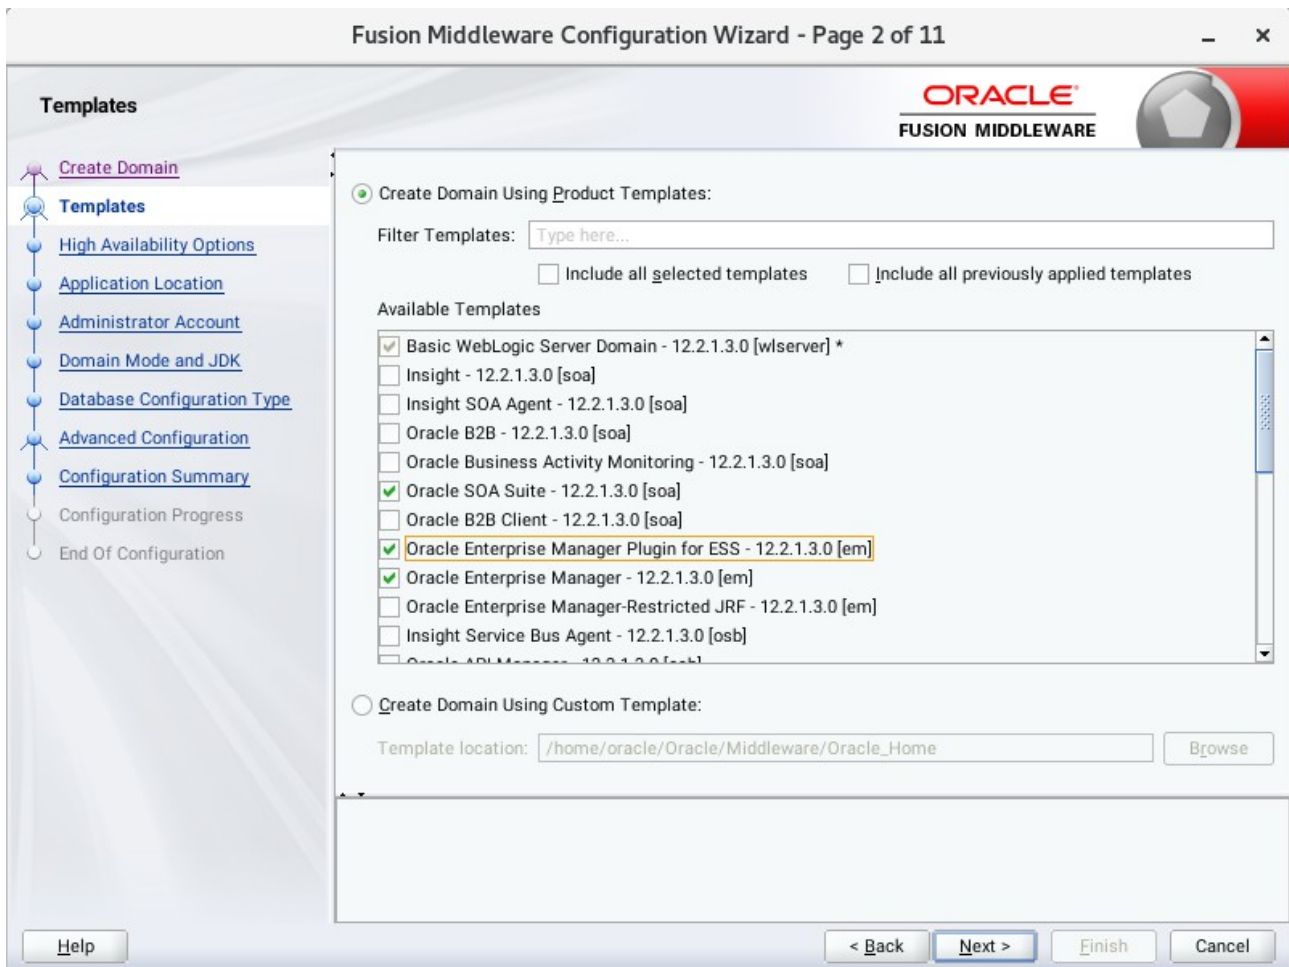 Fusion Middleware Configuration Wizard - Page 2 of 11
Templates
ORACLE
FUSION MIDDLEWARE
Create Domain
Templates
High Availability Options
Application Location
Administrator Account
Domain Mode and JDK
Database Configuration Type
Advanced Configuration
Configuration Summary
Configuration Progress
End Of Configuration
Create Domain Using Product Templates:
Filter Templates: Type here...
Include all selected templates Include all previously applied templates
Available Templates
Basic WebLogic Server Domain - 12.2.1.3.0 [wlserver] *
Insight - 12.2.1.3.0 [soa]
Insight SOA Agent - 12.2.1.3.0 [soa]
Oracle B2B - 12.2.1.3.0 [soa]
Oracle Business Activity Monitoring - 12.2.1.3.0 [soa]
Oracle SOA Suite - 12.2.1.3.0 [soa]
Oracle B2B Client - 12.2.1.3.0 [soa]
Oracle Enterprise Manager Plugin for ESS - 12.2.1.3.0 [em]
Oracle Enterprise Manager - 12.2.1.3.0 [em]
Oracle Enterprise Manager-Restricted JRF - 12.2.1.3.0 [em]
Insight Service Bus Agent - 12.2.1.3.0 [osb]
Oracle API Manager - 12.2.1.3.0 [osb]
Create Domain Using Custom Template:
Template location: /home/oracle/Oracle/Middleware/Oracle_Home Browse
Help < Back Next > Finish Cancel